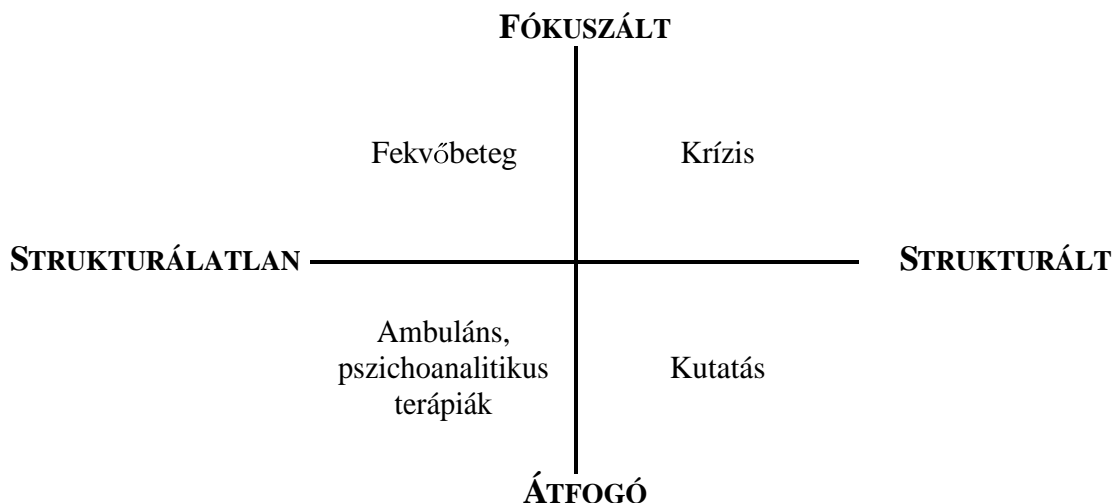 FÓKUSZÁLT
Fekvőbeteg
Krízis
STRUKTURÁLATLAN
STRUKTURÁLT
Ambuláns,
pszichoanalitikus
terápiák
Kutatás
ÁTFOGÓ